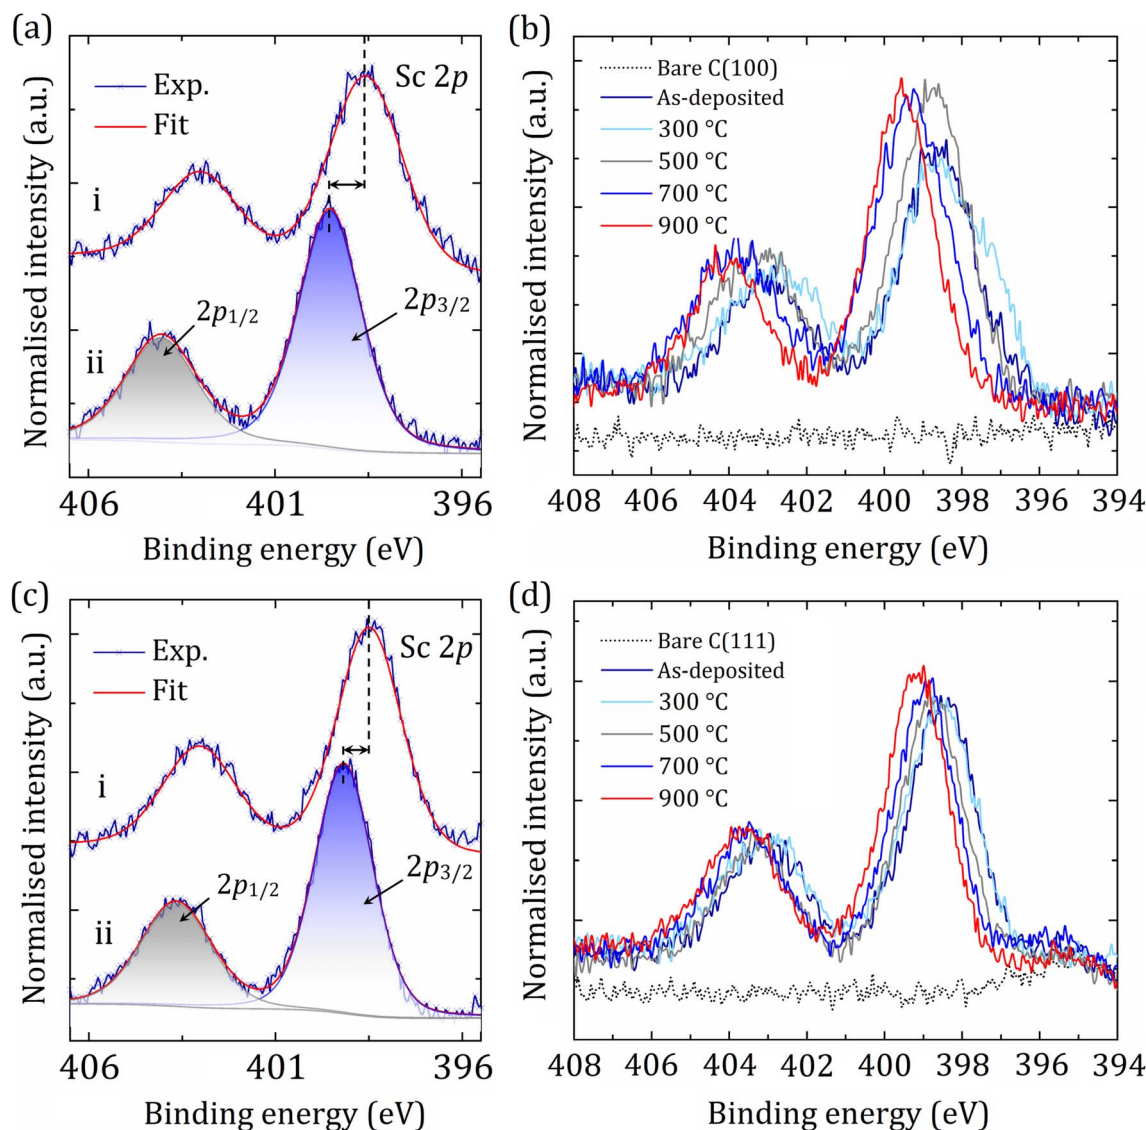 (a)
Sc 2p
Exp.
Fit
i
2p1/2
2p3/2
ii
Normalised intensity (a.u.)
406 401 396
Binding energy (eV)
(b)
Bare C(100)
As-deposited
300 °C
500 °C
700 °C
900 °C
Normalised intensity (a.u.)
408 406 404 402 400 398 396 394
Binding energy (eV)
(c)
Sc 2p
Exp.
Fit
i
2p1/2
2p3/2
ii
Normalised intensity (a.u.)
406 401 396
Binding energy (eV)
(d)
Bare C(111)
As-deposited
300 °C
500 °C
700 °C
900 °C
Normalised intensity (a.u.)
408 406 404 402 400 398 396 394
Binding energy (eV)